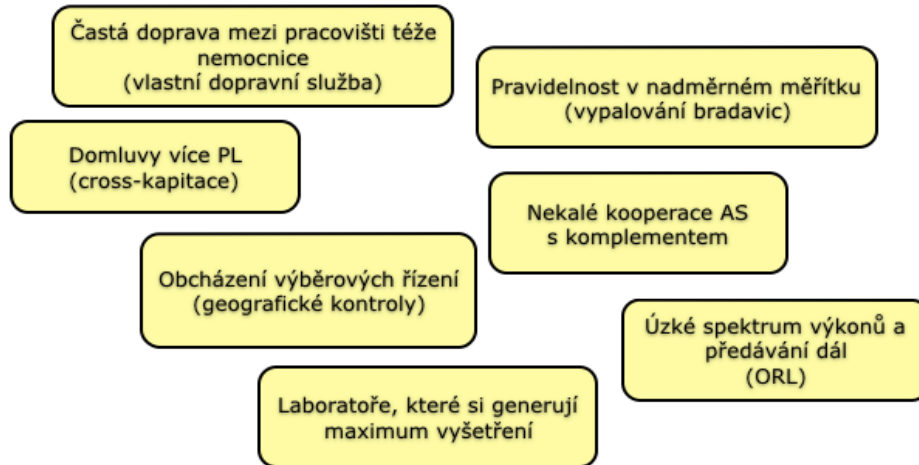 Častá doprava mezi pracovišti téže
nemocnice
(vlastní dopravní služba)
Pravidelnost v nadměrném měřítku
(vypalování bradavic)
Domluvy více PL
(cross-kapitace)
Nekalé kooperace AS
s komplementem
Obcházení výběrových řízení
(geografické kontroly)
Úzké spektrum výkonů a
předávání dál
(ORL)
Laboratoře, které si generují
maximum vyšetření